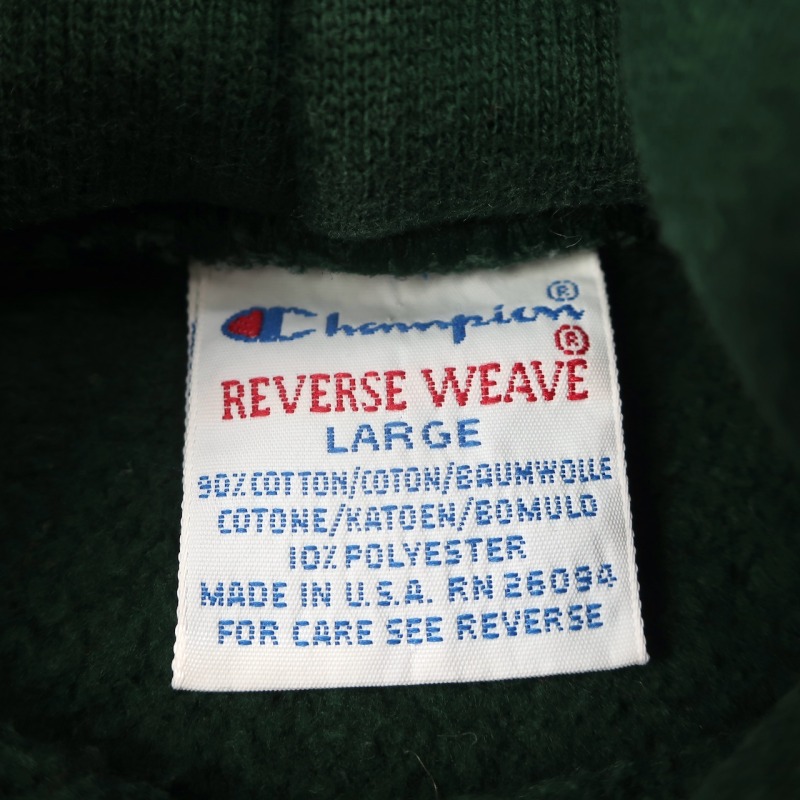 Champion®
®
REVERSE WEAVE
LARGE
90% COTTON/COTON/BAUMWOLLE
COTONE/KATOEN/BOMULD
10% POLYESTER
MADE IN U.S.A. RN 26094
FOR CARE SEE REVERSE